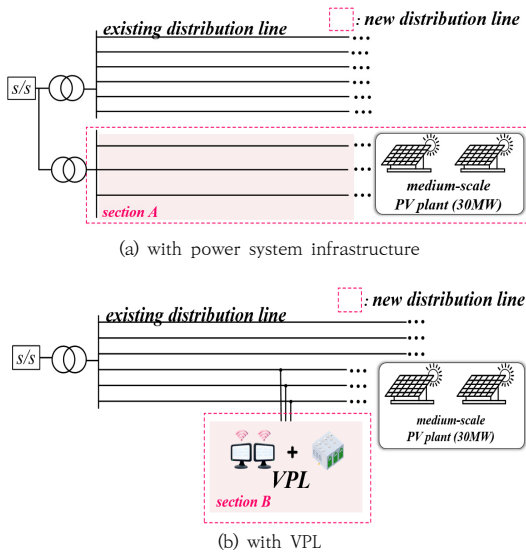 : new distribution line
existing distribution line
s/s
section A
medium-scale
PV plant (30MW)
(a) with power system infrastructure
: new distribution line
existing distribution line
s/s
medium-scale
PV plant (30MW)
+
VPL
section B
(b) with VPL